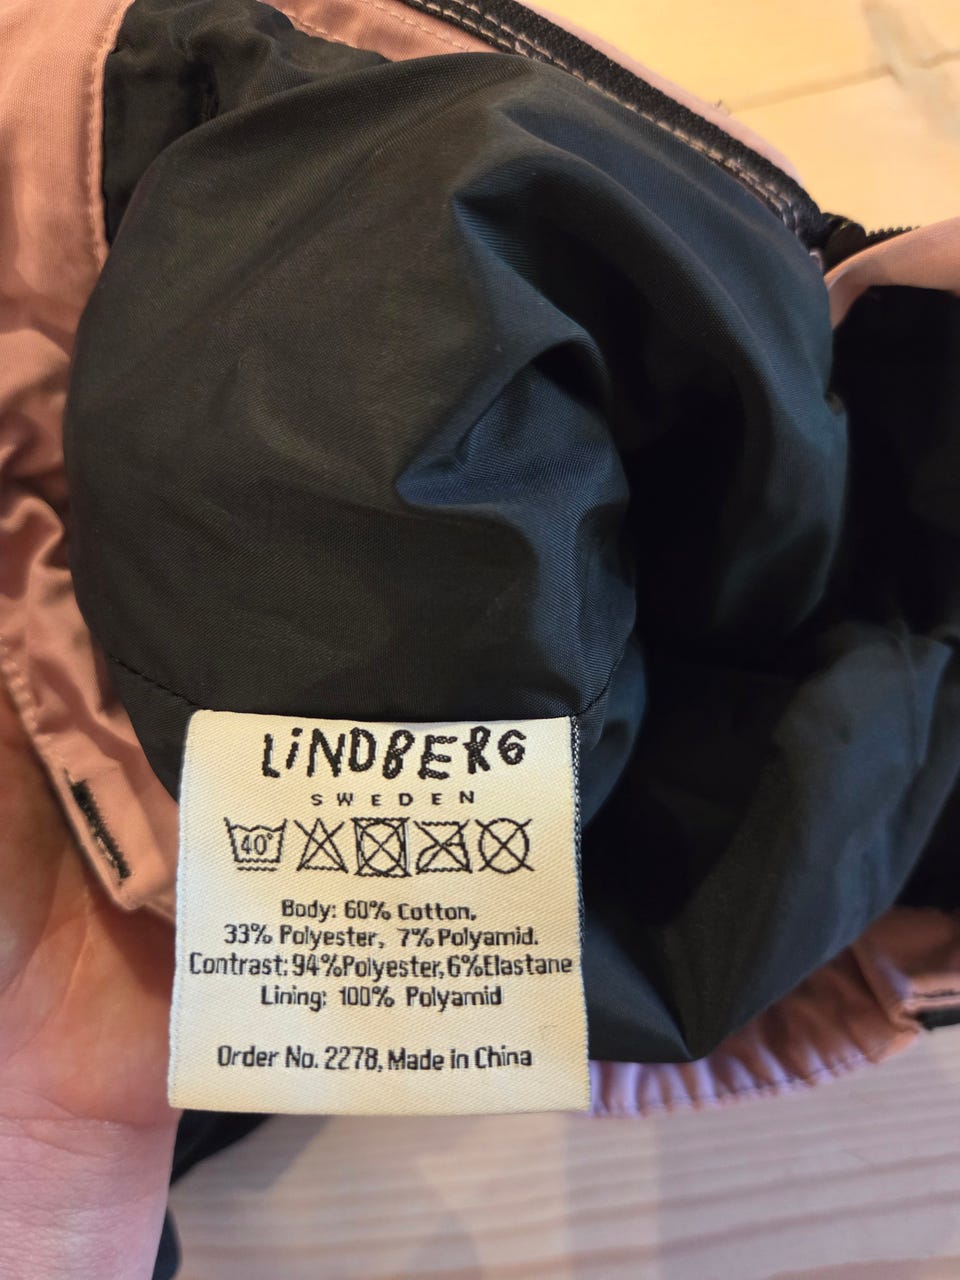 LiNDBERG
SWEDEN
40°
Body: 60% Cotton,
33% Polyester, 7% Polyamid.
Contrast: 94%Polyester, 6%Elastane
Lining: 100% Polyamid
Order No. 2278, Made in China